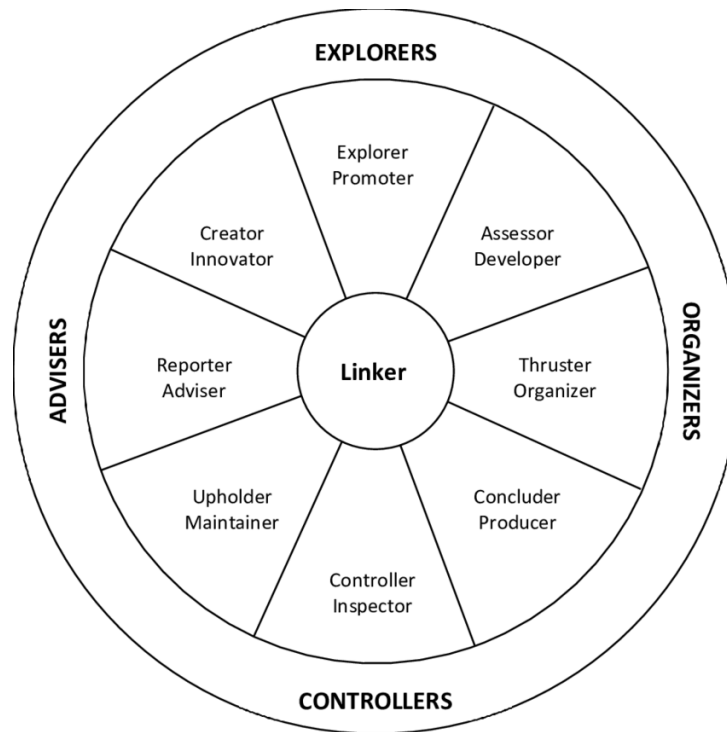 EXPLORERS
Explorer
Promoter
Creator
Innovator
Assessor
Developer
ADVISERS
Reporter
Adviser
Linker
Thruster
Organizer
ORGANIZERS
Upholder
Maintainer
Concluder
Producer
Controller
Inspector
CONTROLLERS